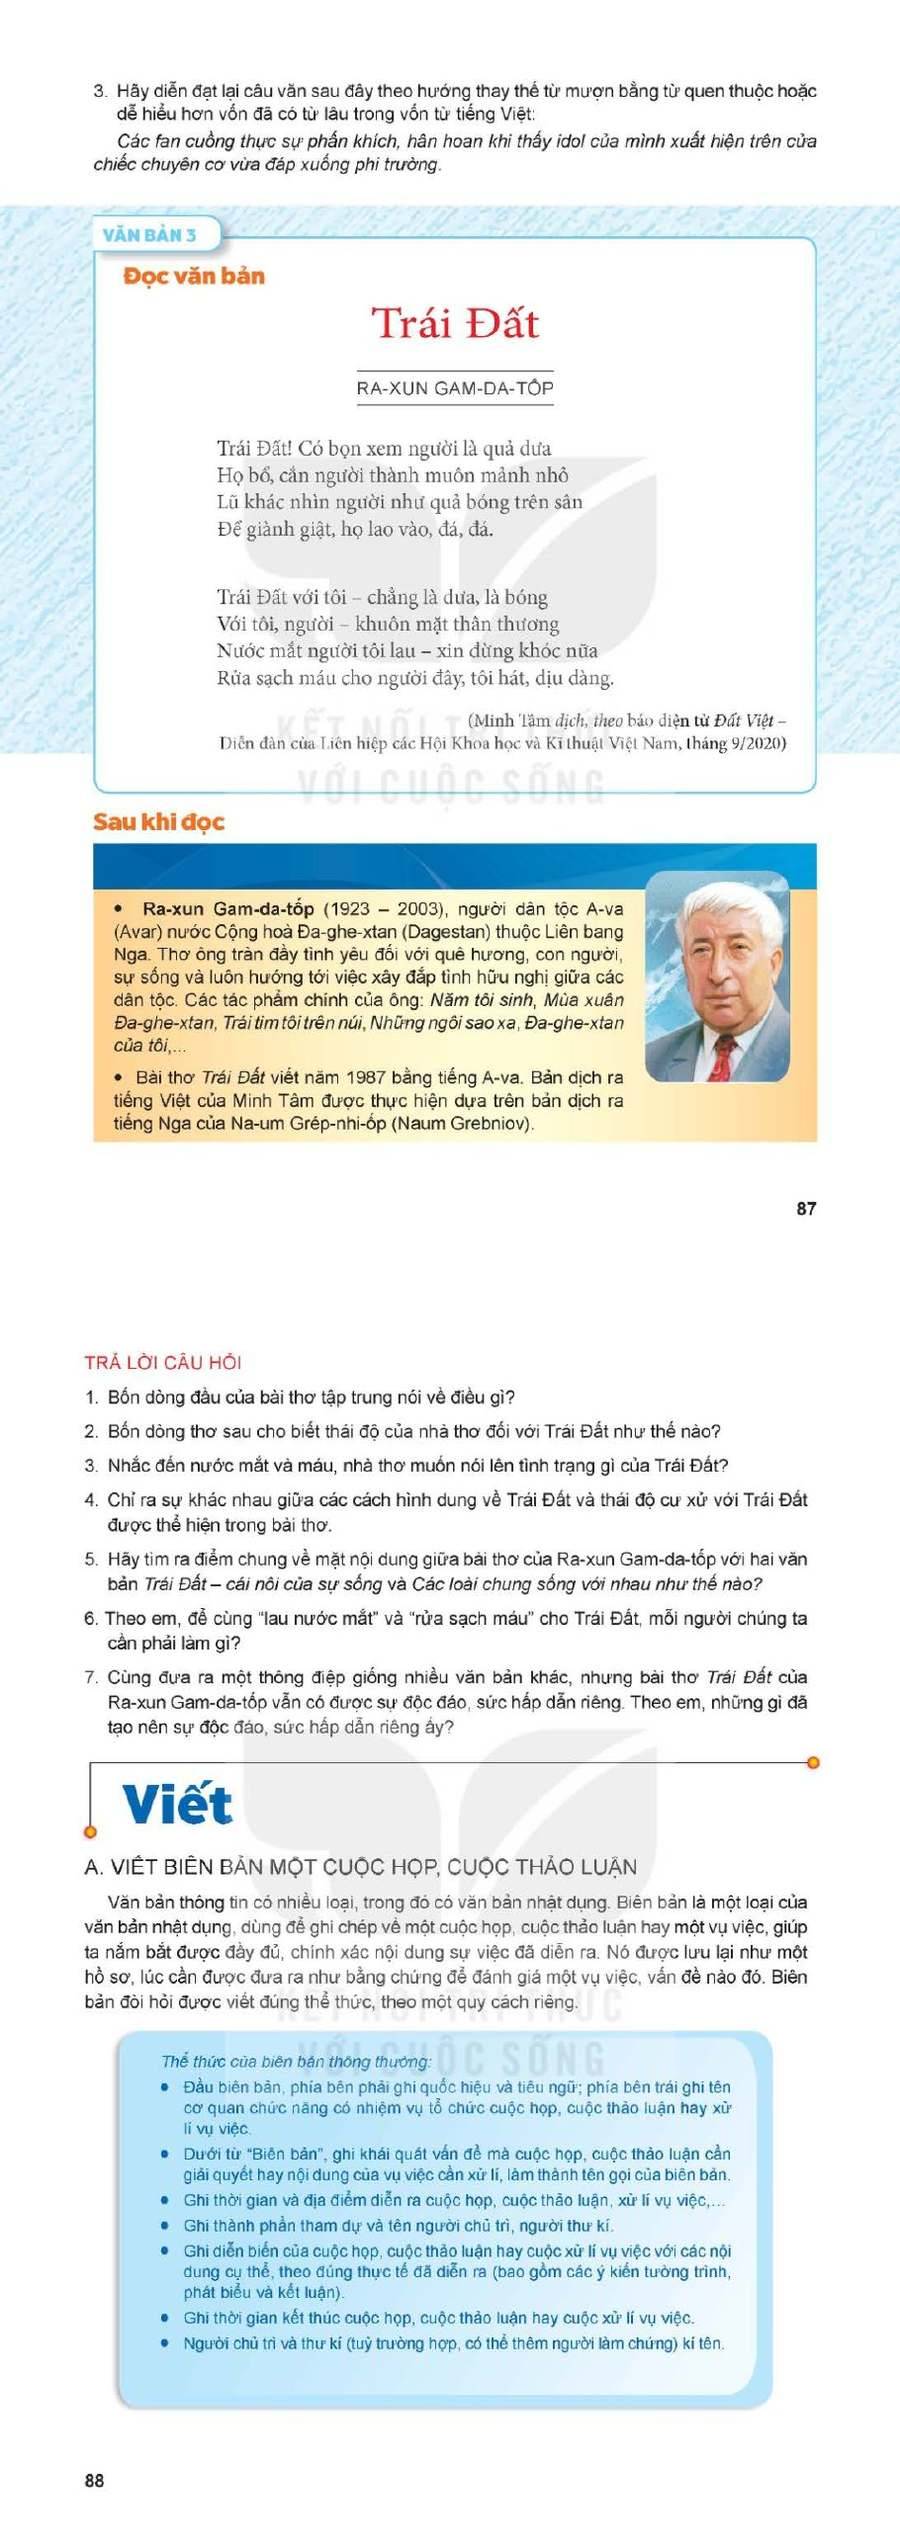 3. Hãy diễn đạt lại câu văn sau đây theo hướng thay thế từ mượn bằng từ quen thuộc hoặc
dễ hiểu hơn vốn đã có từ lâu trong vốn từ tiếng Việt:
Các fan cuồng thực sự phấn khích, hân hoan khi thấy idol của mình xuất hiện trên cửa
chiếc chuyên cơ vừa đáp xuống phi trường.
VĂN BẢN 3
Đọc văn bản
Trái Đất
RA-XUN GAM-DA-TỐP
Trái Đất! Có bọn xem người là quả dưa
Họ bổ, cắn người thành muôn mảnh nhỏ
Lũ khác nhìn người như quả bóng trên sân
Để giành giật, họ lao vào, đá, đá.
Trái Đất với tôi – chẳng là dưa, là bóng
Với tôi, người – khuôn mặt thân thương
Nước mắt người tôi lau – xin đừng khóc nữa
Rửa sạch máu cho người đây, tôi hát, dịu dàng.
(Minh Tâm dịch, theo báo điện tử Đất Việt –
Diễn đàn của Liên hiệp các Hội Khoa học và Kĩ thuật Việt Nam, tháng 9/2020)
KẾT NỐI TRI THỨC
VỚI CUỘC SỐNG
Sau khi đọc
• Ra-xun Gam-da-tốp (1923 – 2003), người dân tộc A-va
(Avar) nước Cộng hoà Đa-ghe-xtan (Dagestan) thuộc Liên bang
Nga. Thơ ông tràn đầy tình yêu đối với quê hương, con người,
sự sống và luôn hướng tới việc xây đắp tình hữu nghị giữa các
dân tộc. Các tác phẩm chính của ông: Năm tôi sinh, Mùa xuân
Đa-ghe-xtan, Trái tim tôi trên núi, Những ngôi sao xa, Đa-ghe-xtan
của tôi,...
• Bài thơ Trái Đất viết năm 1987 bằng tiếng A-va. Bản dịch ra
tiếng Việt của Minh Tâm được thực hiện dựa trên bản dịch ra
tiếng Nga của Na-um Grép-nhi-ốp (Naum Grebniov).
87
TRẢ LỜI CÂU HỎI
1. Bốn dòng đầu của bài thơ tập trung nói về điều gì?
2. Bốn dòng thơ sau cho biết thái độ của nhà thơ đối với Trái Đất như thế nào?
3. Nhắc đến nước mắt và máu, nhà thơ muốn nói lên tình trạng gì của Trái Đất?
4. Chỉ ra sự khác nhau giữa các cách hình dung về Trái Đất và thái độ cư xử với Trái Đất
được thể hiện trong bài thơ.
5. Hãy tìm ra điểm chung về mặt nội dung giữa bài thơ của Ra-xun Gam-da-tốp với hai văn
bản Trái Đất – cái nôi của sự sống và Các loài chung sống với nhau như thế nào?
6. Theo em, để cùng “lau nước mắt” và “rửa sạch máu” cho Trái Đất, mỗi người chúng ta
cần phải làm gì?
7. Cùng đưa ra một thông điệp giống nhiều văn bản khác, nhưng bài thơ Trái Đất của
Ra-xun Gam-da-tốp vẫn có được sự độc đáo, sức hấp dẫn riêng. Theo em, những gì đã
tạo nên sự độc đáo, sức hấp dẫn riêng ấy?
Viết
A. VIẾT BIÊN BẢN MỘT CUỘC HỌP, CUỘC THẢO LUẬN
Văn bản thông tin có nhiều loại, trong đó có văn bản nhật dụng. Biên bản là một loại của
văn bản nhật dụng, dùng để ghi chép về một cuộc họp, cuộc thảo luận hay một vụ việc, giúp
ta nắm bắt được đầy đủ, chính xác nội dung sự việc đã diễn ra. Nó được lưu lại như một
hồ sơ, lúc cần được đưa ra như bằng chứng để đánh giá một vụ việc, vấn đề nào đó. Biên
bản đòi hỏi được viết đúng thể thức, theo một quy cách riêng.
KẾT NỐI TRI THỨC
VỚI CUỘC SỐNG
Thể thức của biên bản thông thường:
• Đầu biên bản, phía bên phải ghi quốc hiệu và tiêu ngữ; phía bên trái ghi tên
cơ quan chức năng có nhiệm vụ tổ chức cuộc họp, cuộc thảo luận hay xử
lí vụ việc.
• Dưới từ “Biên bản”, ghi khái quát vấn đề mà cuộc họp, cuộc thảo luận cần
giải quyết hay nội dung của vụ việc cần xử lí, làm thành tên gọi của biên bản.
• Ghi thời gian và địa điểm diễn ra cuộc họp, cuộc thảo luận, xử lí vụ việc,...
• Ghi thành phần tham dự và tên người chủ trì, người thư kí.
• Ghi diễn biến của cuộc họp, cuộc thảo luận hay cuộc xử lí vụ việc với các nội
dung cụ thể, theo đúng thực tế đã diễn ra (bao gồm các ý kiến tường trình,
phát biểu và kết luận).
• Ghi thời gian kết thúc cuộc họp, cuộc thảo luận hay cuộc xử lí vụ việc.
• Người chủ trì và thư kí (tuỳ trường hợp, có thể thêm người làm chứng) kí tên.
88